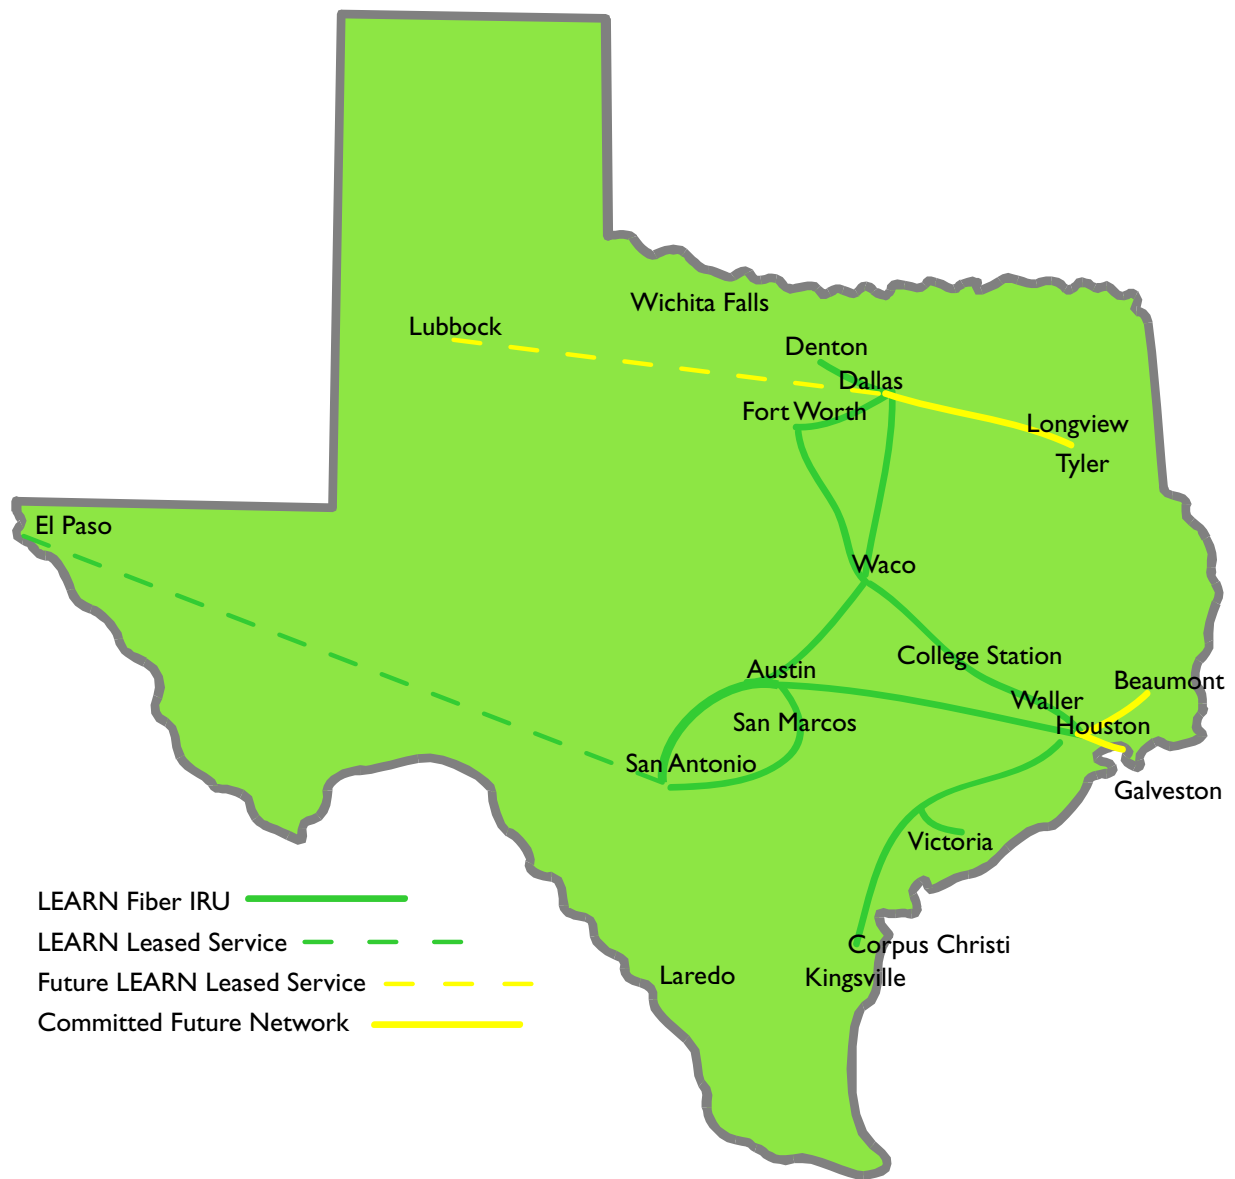 Wichita Falls
Lubbock
Denton
Dallas
Fort Worth
Longview
Tyler
El Paso
Waco
College Station
Austin
Beaumont
Waller
San Marcos
Houston
San Antonio
Galveston
Victoria
LEARN Fiber IRU
LEARN Leased Service
Corpus Christi
Laredo
Kingsville
Future LEARN Leased Service
Committed Future Network